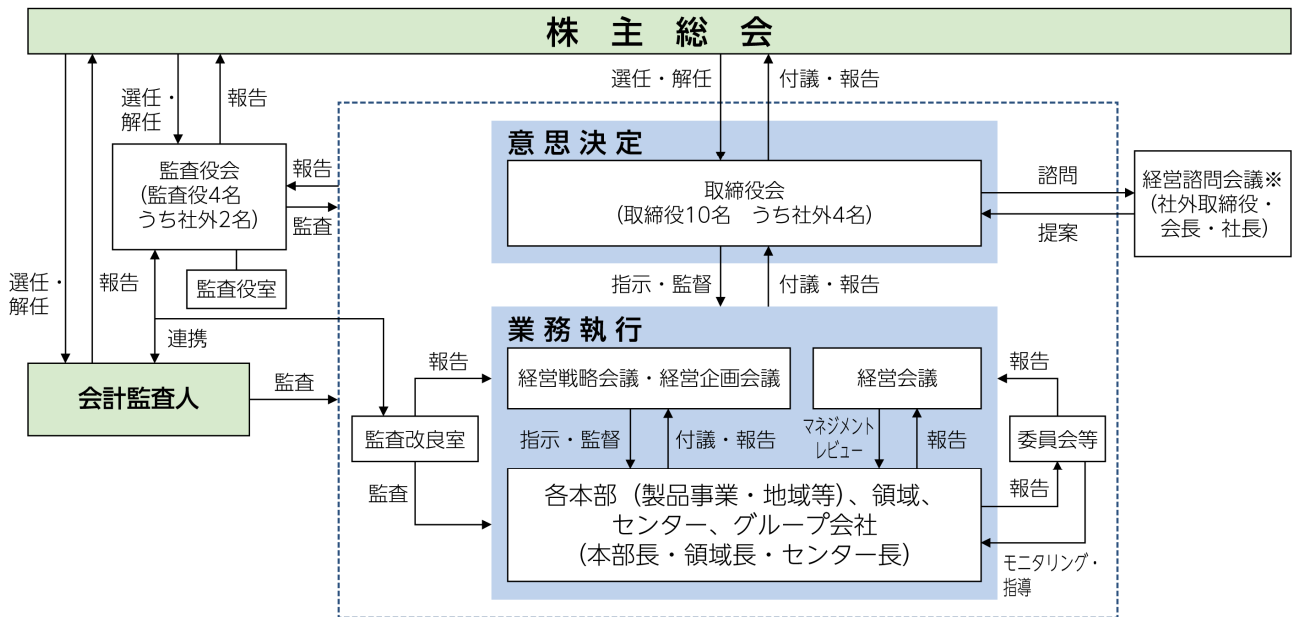 株 主 総 会
選任・
解任
報告
選任・解任
付議・報告
監査役会
(監査役4名
うち社外2名)
報告
監査
監査役室
意思決定
取締役会
(取締役10名 うち社外4名)
諮問
提案
経営諮問会議※
(社外取締役・
会長・社長)
選任・
解任
報告
連携
指示・監督
付議・報告
会計監査人
監査
業務執行
報告
経営戦略会議・経営企画会議
経営会議
報告
監査改良室
指示・監督
付議・報告
マネジメント
レビュー
報告
委員会等
監査
各本部（製品事業・地域等）、領域、
センター、グループ会社
（本部長・領域長・センター長）
報告
モニタリング・
指導